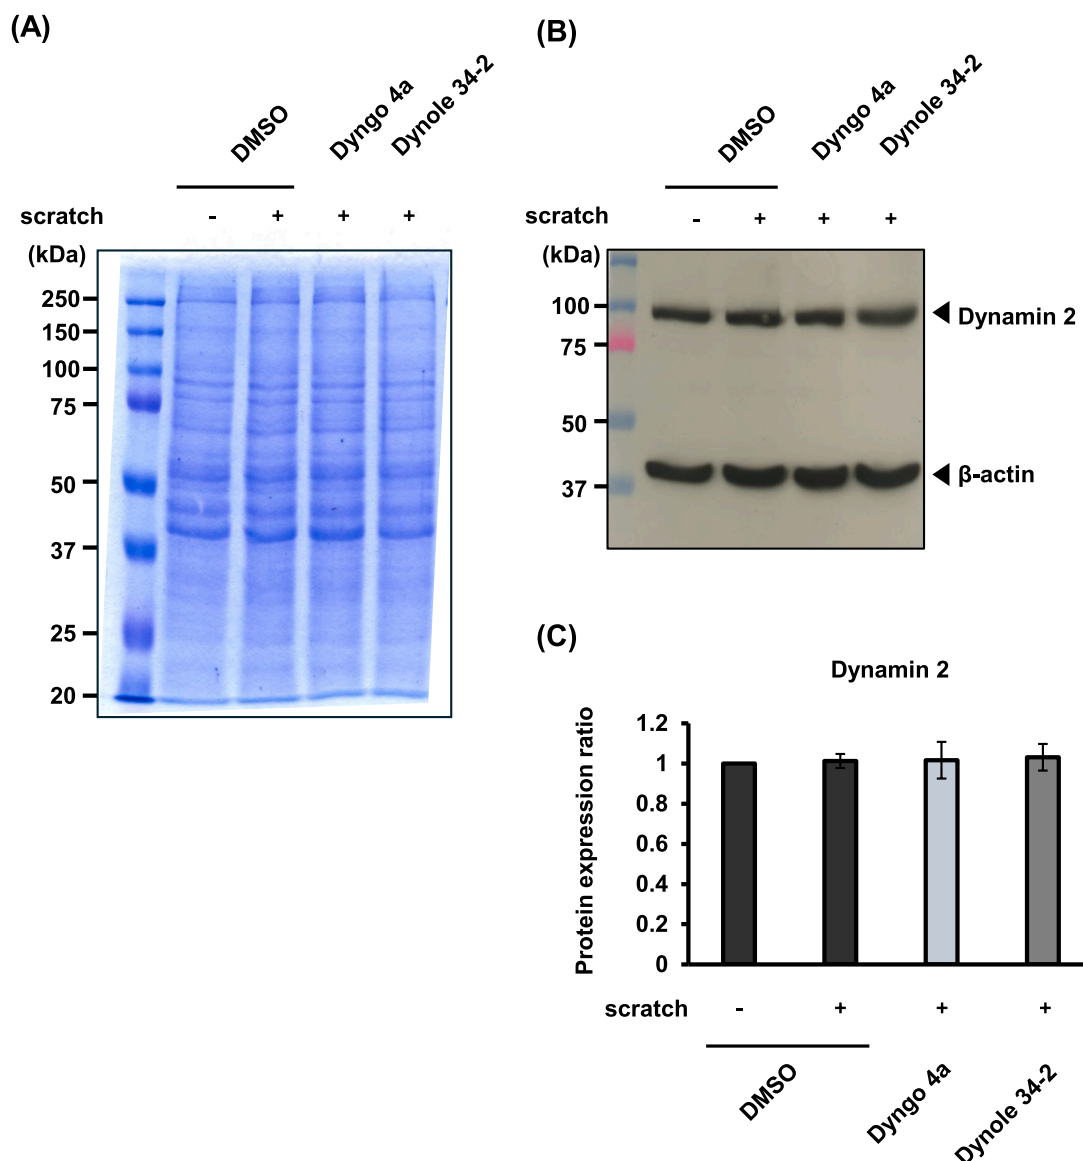 (A)
DMSO
Dyngo 4a
Dynole 34-2
scratch - + + +
(kDa)
250
150
100
75
50
37
25
20
(B)
DMSO
Dyngo 4a
Dynole 34-2
scratch - + + +
(kDa)
100
75
50
37
Dynamin 2
β-actin
(C)
Dynamin 2
Protein expression ratio
1.2
1
0.8
0.6
0.4
0.2
0
scratch - + + +
DMSO
Dyngo 4a
Dynole 34-2